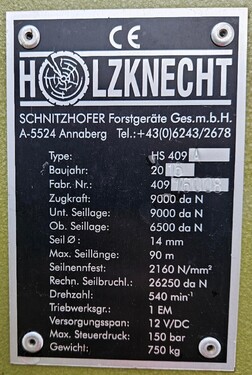 CE
HOLZKNECHT
SCHNITZHOFER Forstgeräte Ges.m.b.H.
A-5524 Annaberg Tel.:+43(0)6243/2678
Type: HS 409 A
Baujahr: 20 15
Fabr. Nr.: 409
Zugkraft: 9000 da N
Unt. Seillage: 9000 da N
Ob. Seillage: 6500 da N
Seil Ø: 14 mm
Max. Seillänge: 90 m
Seilnennfest: 2160 N/mm²
Rechn. Seilbruchl.: 26250 da N
Drehzahl: 540 min⁻¹
Triebwerksgr.: 1 EM
Versorgungsspan: 12 V/DC
Max. Steuerdruck: 150 bar
Gewicht: 750 kg